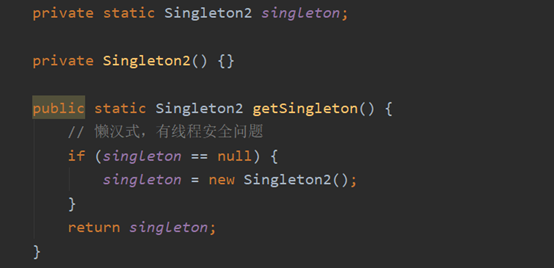 private static Singleton2 singleton;
private Singleton2() {}
public static Singleton2 getSingleton() {
// 懒汉式，有线程安全问题
if (singleton == null) {
singleton = new Singleton2();
}
return singleton;
}